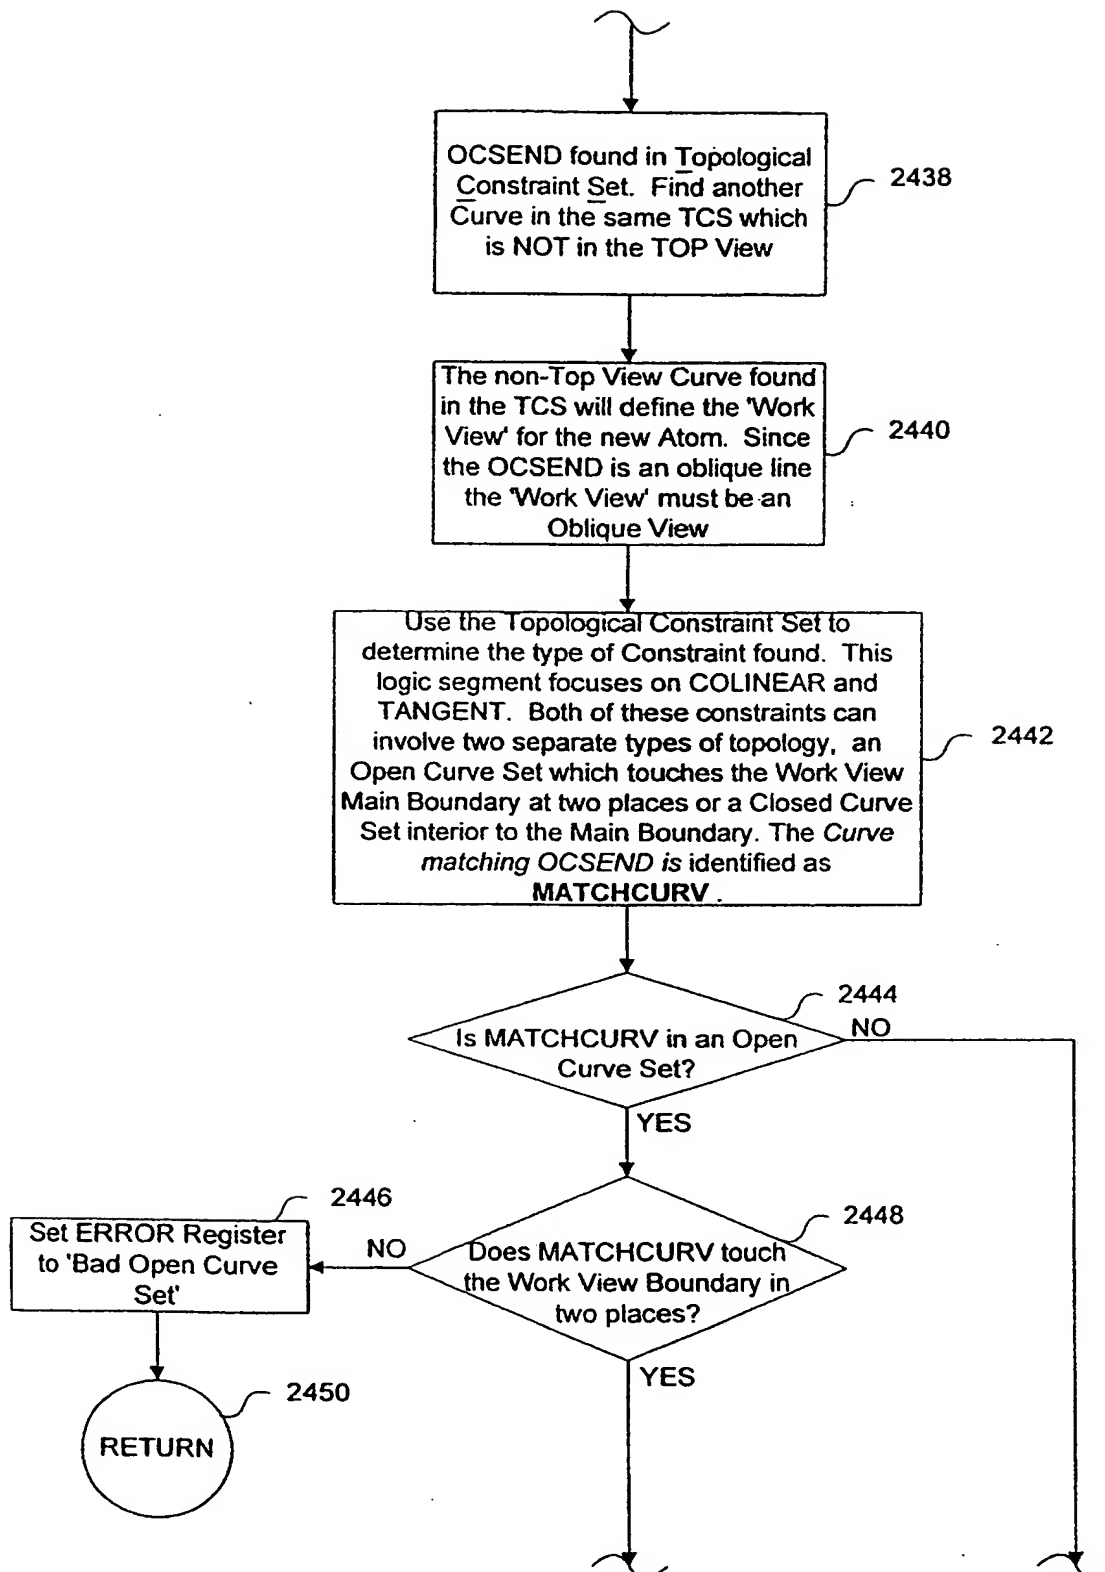 OCSEND found in Topological
Constraint Set. Find another
Curve in the same TCS which
is NOT in the TOP View
2438
The non-Top View Curve found
in the TCS will define the 'Work
View' for the new Atom. Since
the OCSEND is an oblique line
the 'Work View' must be an
Oblique View
2440
Use the Topological Constraint Set to
determine the type of Constraint found. This
logic segment focuses on COLINEAR and
TANGENT. Both of these constraints can
involve two separate types of topology, an
Open Curve Set which touches the Work View
Main Boundary at two places or a Closed Curve
Set interior to the Main Boundary. The Curve
matching OCSEND is identified as
MATCHCURV .
2442
2444
Is MATCHCURV in an Open
Curve Set?
NO
YES
2446
Set ERROR Register
to 'Bad Open Curve
Set'
NO
2448
Does MATCHCURV touch
the Work View Boundary in
two places?
YES
2450
RETURN